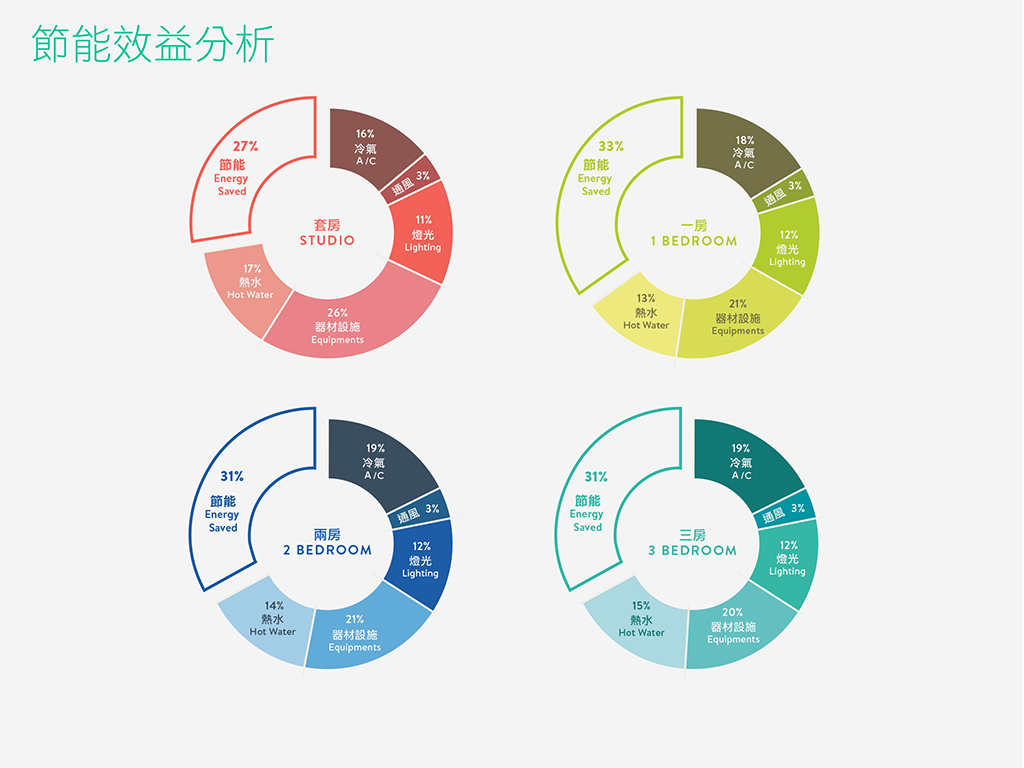 節能效益分析
27%
節能
Energy
Saved
16%
冷氣
A/C
通風 3%
11%
燈光
Lighting
26%
器材設施
Equipments
17%
熱水
Hot Water
套房
STUDIO
33%
節能
Energy
Saved
18%
冷氣
A/C
通風 3%
12%
燈光
Lighting
21%
器材設施
Equipments
13%
熱水
Hot Water
一房
1 BEDROOM
31%
節能
Energy
Saved
19%
冷氣
A/C
通風 3%
12%
燈光
Lighting
21%
器材設施
Equipments
14%
熱水
Hot Water
兩房
2 BEDROOM
31%
節能
Energy
Saved
19%
冷氣
A/C
通風 3%
12%
燈光
Lighting
20%
器材設施
Equipments
15%
熱水
Hot Water
三房
3 BEDROOM